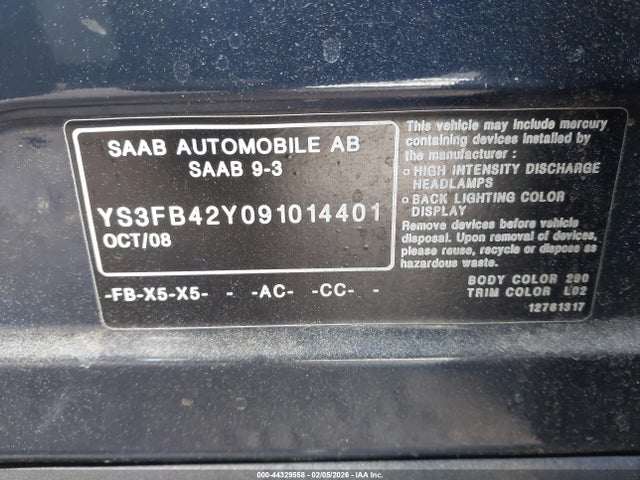 SAAB AUTOMOBILE AB
SAAB 9-3
YS3FB42Y091014401
OCT/08
-FB-X5-X5- - -AC- -CC- -
This vehicle may include mercury
containing devices installed by
the manufacturer :
o HIGH INTENSITY DISCHARGE
HEADLAMPS
o BACK LIGHTING COLOR
DISPLAY
Remove devices before vehicle
disposal. Upon removal of devices,
please reuse, recycle or dispose as
hazardous waste.
BODY COLOR 290
TRIM COLOR L02
12761317
000-44329558 - 02/05/2026 - IAA Inc.